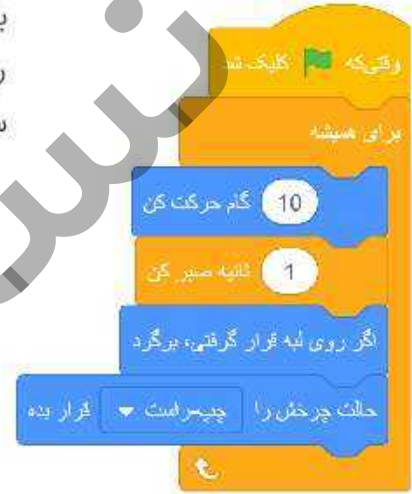 وقتی‌که کلیک شد
برای همیشه
10 گام حرکت کن
1 ثانیه صبر کن
اگر روی لبه قرار گرفتی، برگرد
حالت چرخش را چپ-راست قرار بده